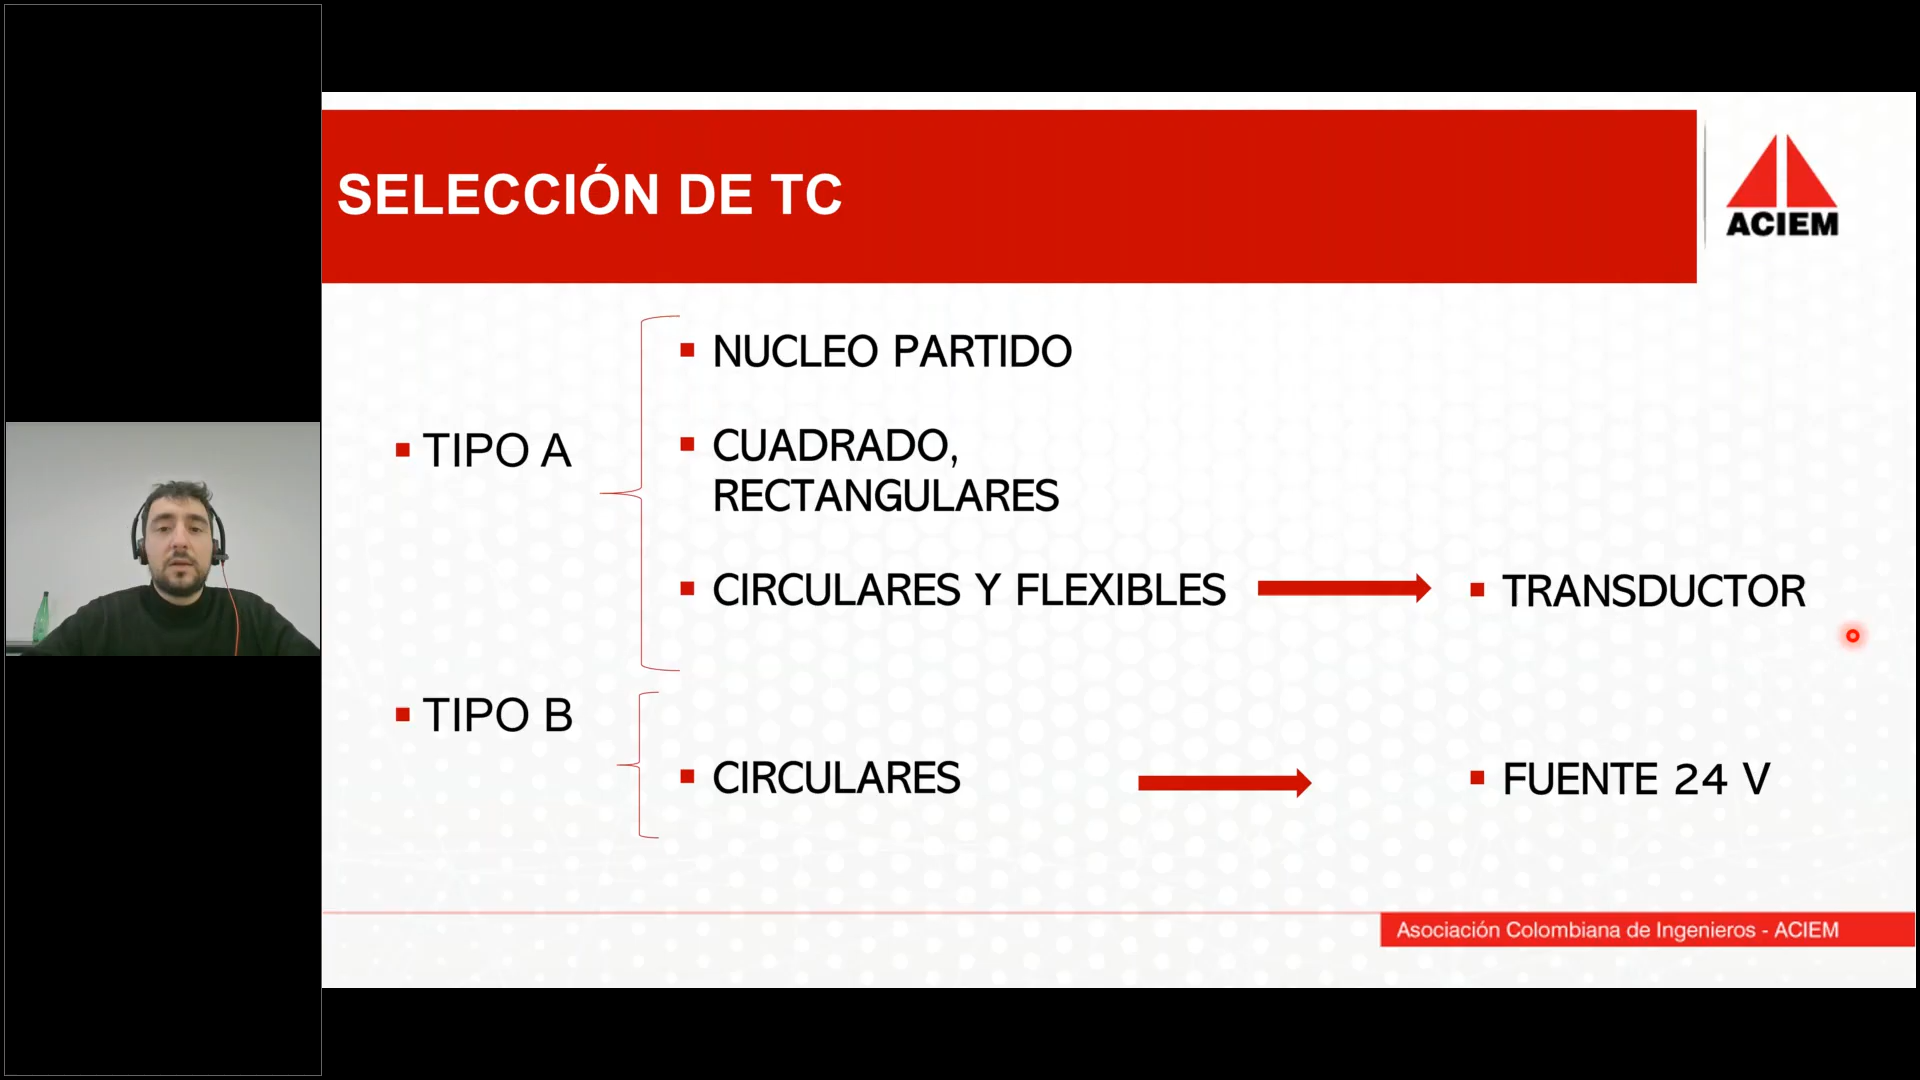 SELECCIÓN DE TC
ACIEM
NUCLEO PARTIDO
TIPO A
CUADRADO,
RECTANGULARES
CIRCULARES Y FLEXIBLES
TRANSDUCTOR
TIPO B
CIRCULARES
FUENTE 24 V
Asociación Colombiana de Ingenieros - ACIEM